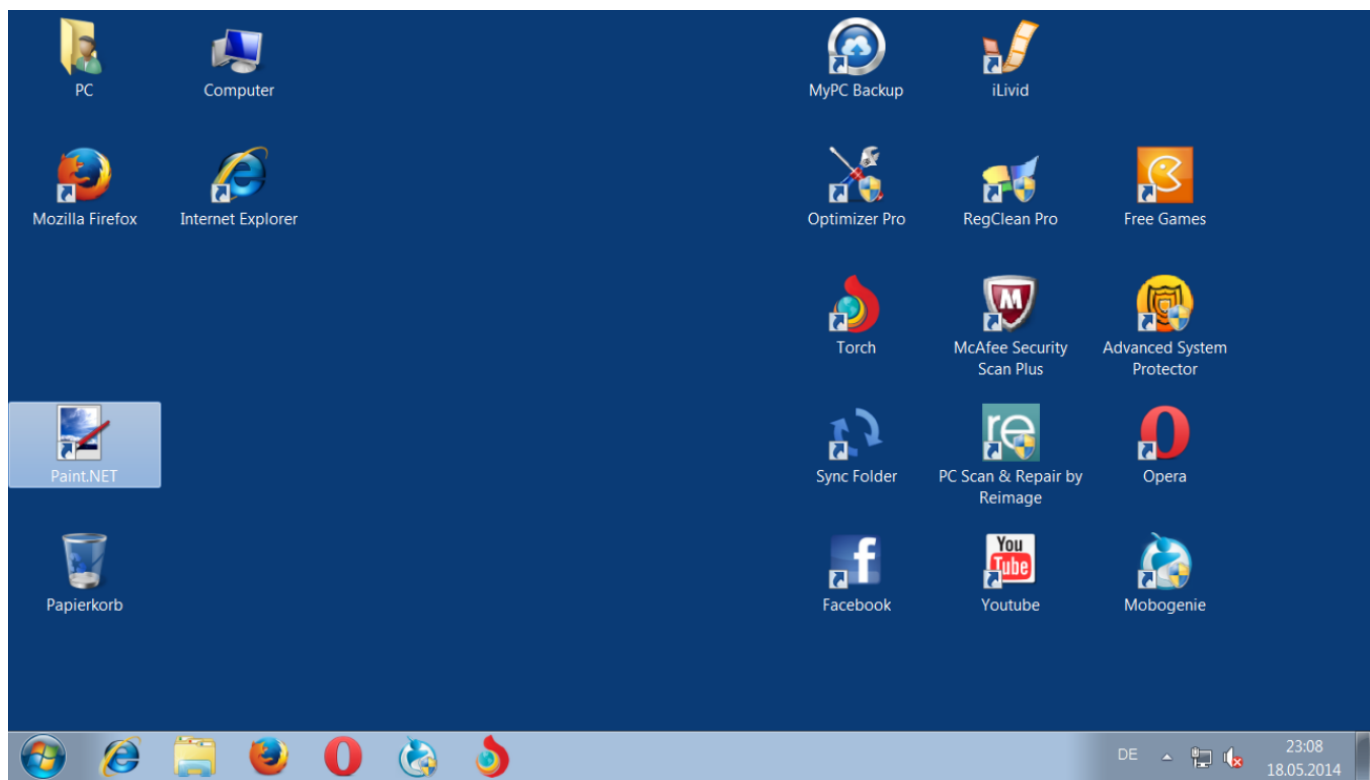 PC
Computer
MyPC Backup
iLivid
Mozilla Firefox
Internet Explorer
Optimizer Pro
RegClean Pro
Free Games
Torch
McAfee Security
Scan Plus
Advanced System
Protector
Paint.NET
Sync Folder
re
PC Scan & Repair by
Reimage
Opera
Papierkorb
f
Facebook
You
Tube
Youtube
Mobogenie
DE
23:08
18.05.2014